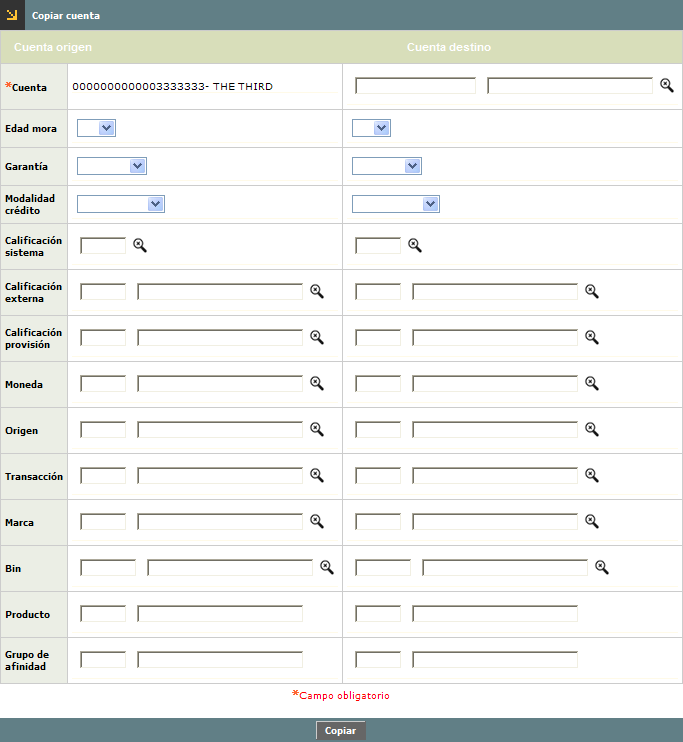 Copiar cuenta
Cuenta origen Cuenta destino
*Cuenta 0000000000003333333- THE THIRD
Edad mora
Garantía
Modalidad
crédito
Calificación
sistema
Calificación
externa
Calificación
provisión
Moneda
Origen
Transacción
Marca
Bin
Producto
Grupo de
afinidad
*Campo obligatorio
Copiar